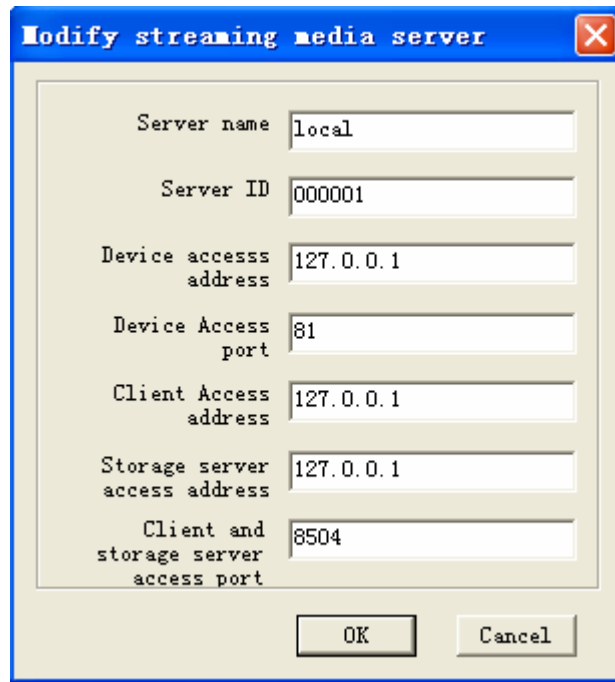 Modify streaming media server
Server name
local
Server ID
000001
Device accesss
address
127.0.0.1
Device Access
port
81
Client Access
address
127.0.0.1
Storage server
access address
127.0.0.1
Client and
storage server
access port
8504
OK
Cancel